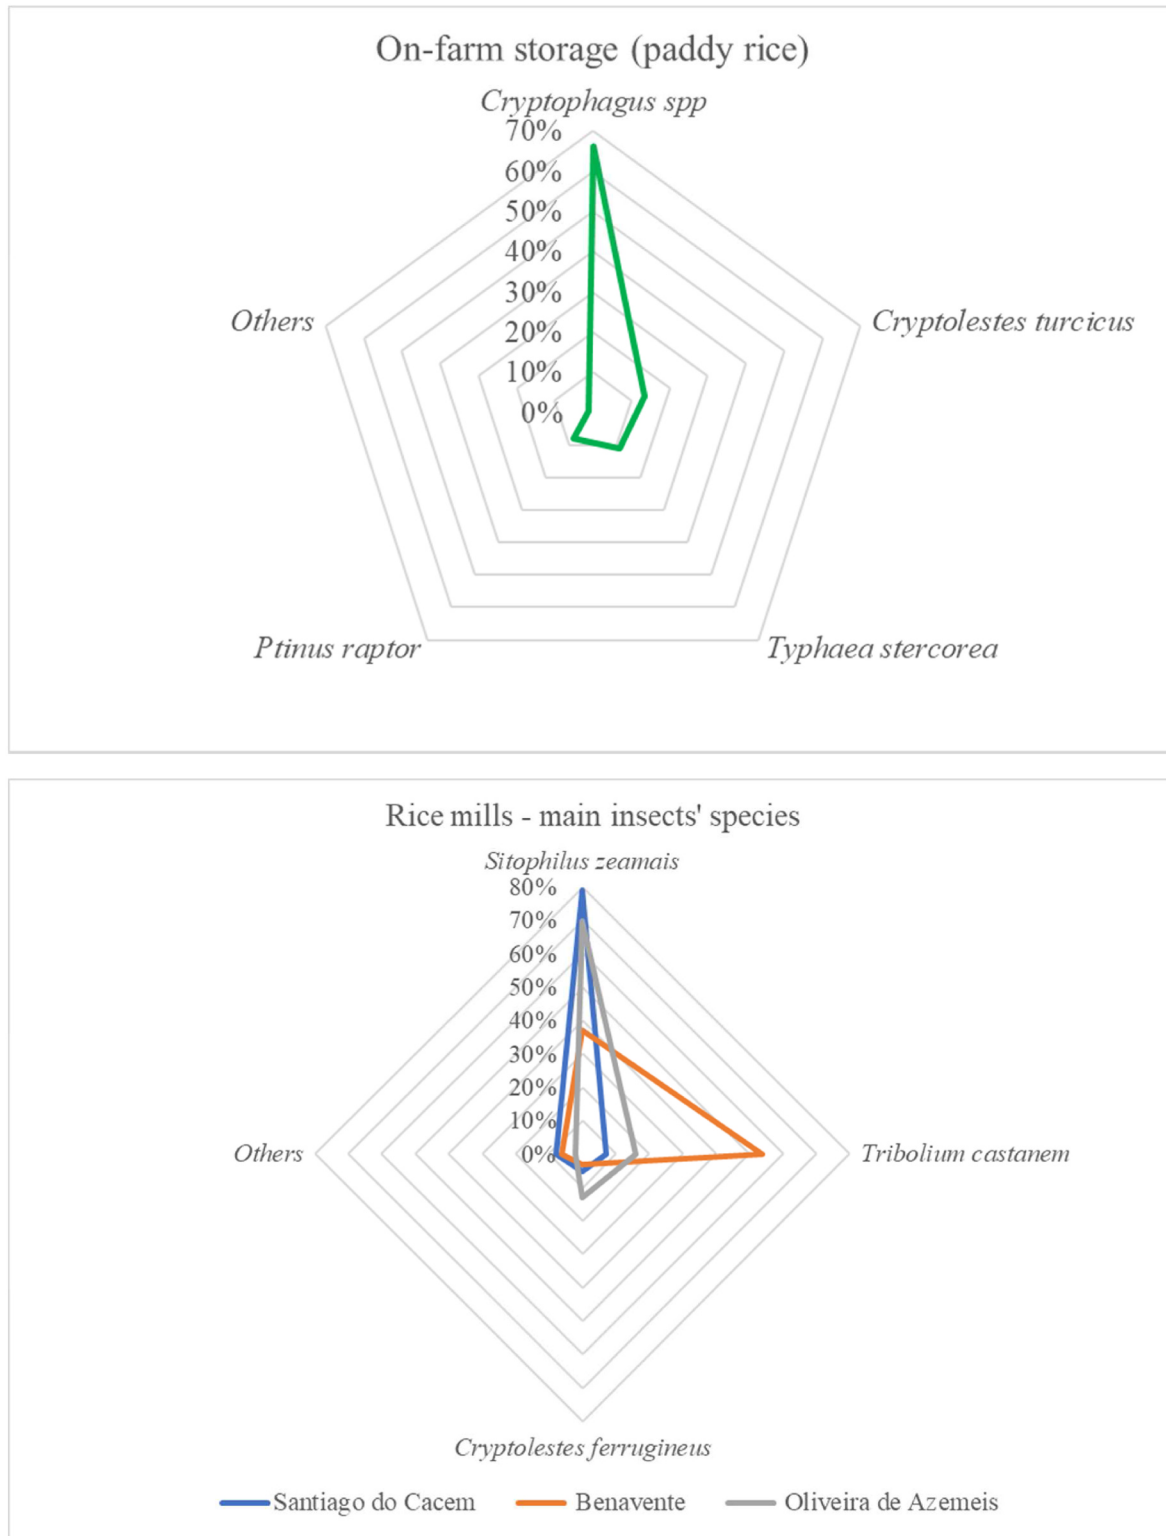 On-farm storage (paddy rice)
Cryptophagus spp
70%
60%
50%
40%
30%
20%
10%
0%
Others
Cryptolestes turcicus
Ptinus raptor
Typhaea stercorea
Rice mills - main insects' species
Sitophilus zeamais
80%
70%
60%
50%
40%
30%
20%
10%
0%
Others
Tribolium castanem
Cryptolestes ferrugineus
Santiago do Cacem Benavente Oliveira de Azemeis